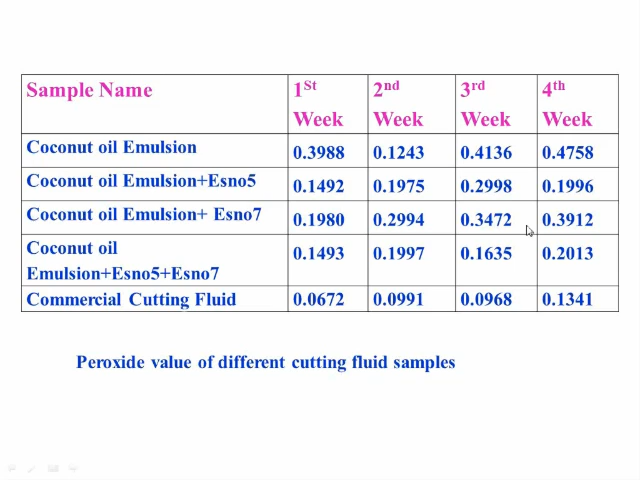 Sample Name 1St Week 2nd Week 3rd Week 4th Week
Coconut oil Emulsion 0.3988 0.1243 0.4136 0.4758
Coconut oil Emulsion+Esno5 0.1492 0.1975 0.2998 0.1996
Coconut oil Emulsion+ Esno7 0.1980 0.2994 0.3472 0.3912
Coconut oil
Emulsion+Esno5+Esno7 0.1493 0.1997 0.1635 0.2013
Commercial Cutting Fluid 0.0672 0.0991 0.0968 0.1341
Peroxide value of different cutting fluid samples